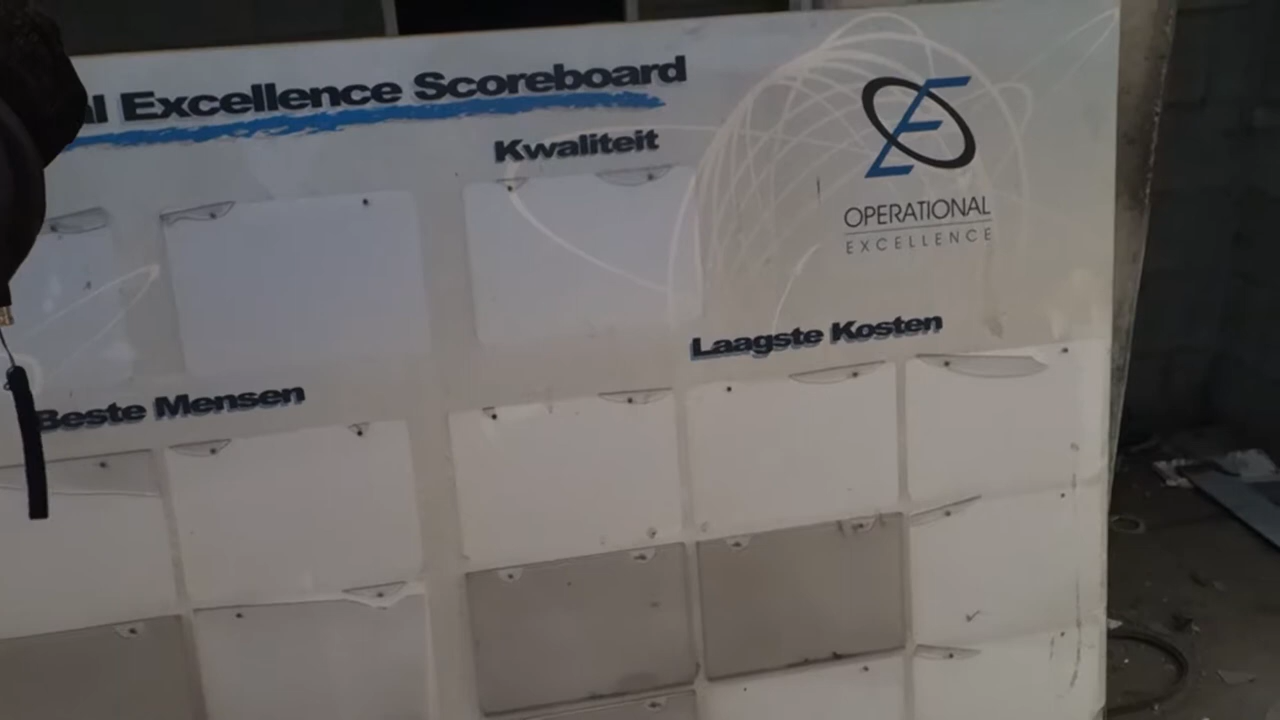 l Excellence Scoreboard
Kwaliteit
OPERATIONAL
EXCELLENCE
Laagste Kosten
Beste Mensen